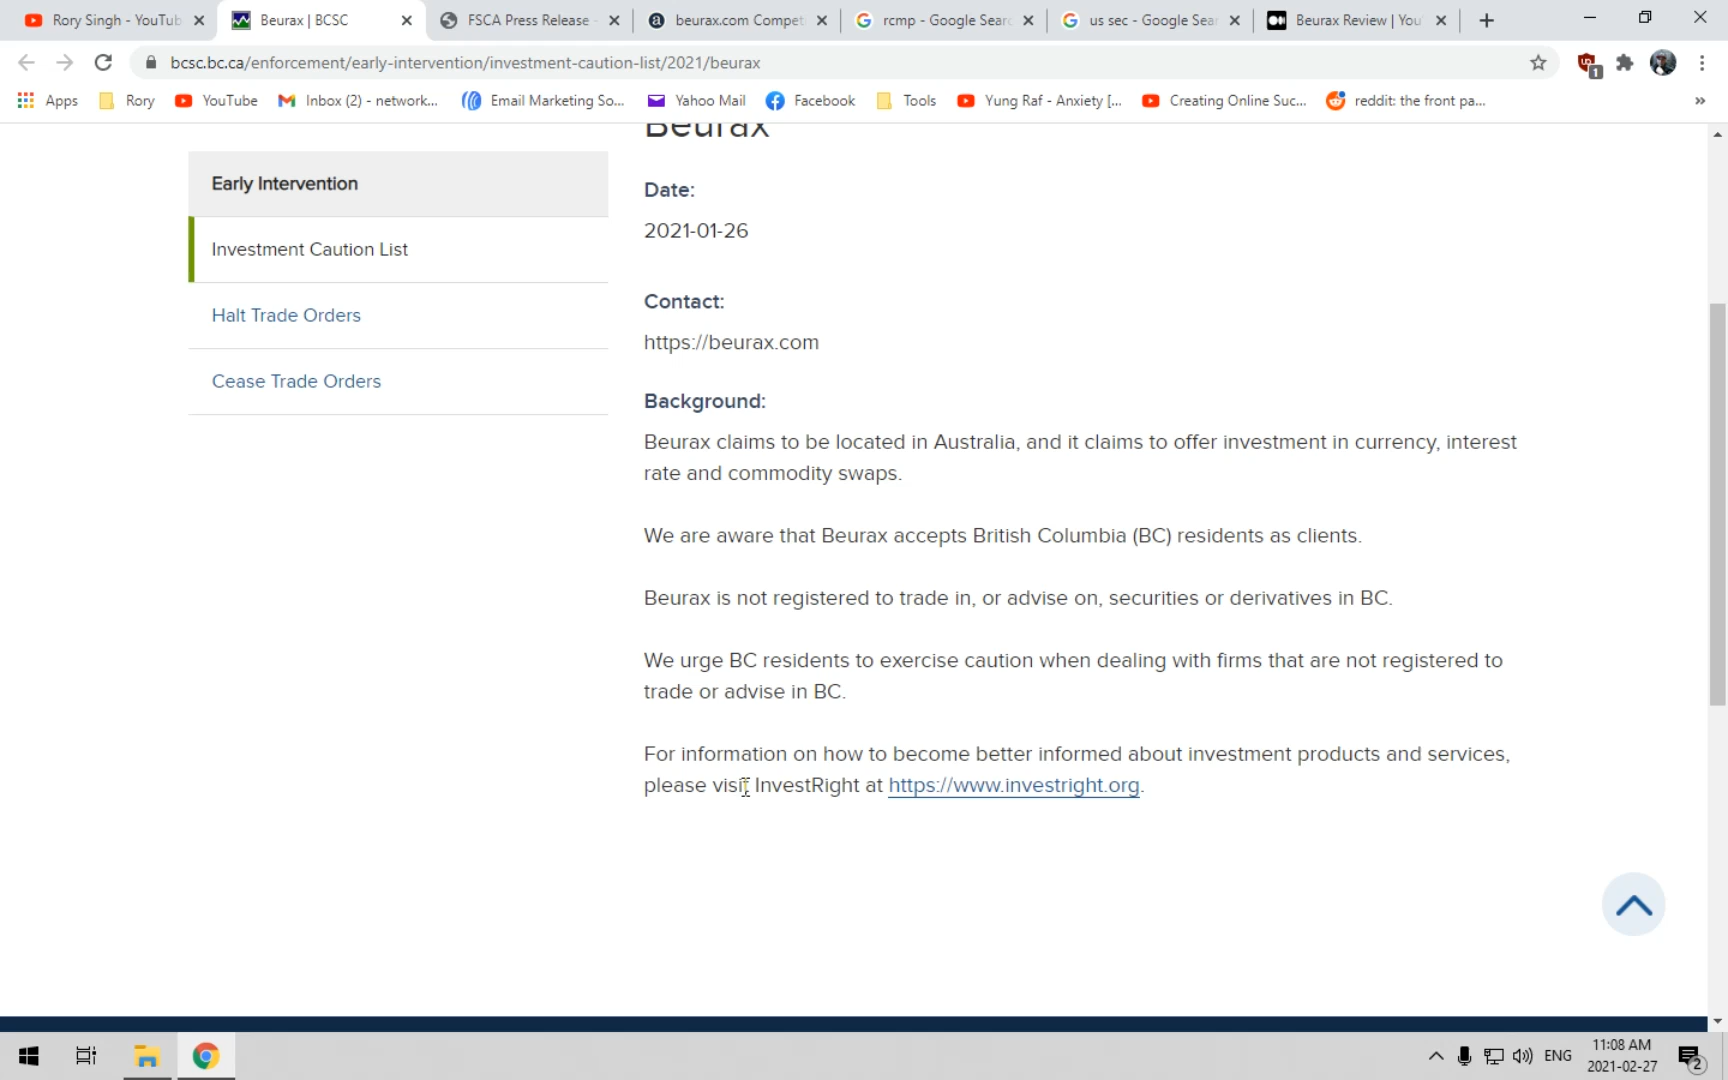 Rory Singh - YouTub
Beurax | BCSC
FSCA Press Release -
beurax.com Compet
rcmp - Google Searc
us sec - Google Sear
Beurax Review | You
bcsc.bc.ca/enforcement/early-intervention/investment-caution-list/2021/beurax
1
Apps
Rory
YouTube
Inbox (2) - network...
Email Marketing So...
Yahoo Mail
Facebook
Tools
Yung Raf - Anxiety [...
Creating Online Suc...
reddit: the front pa...
»
Early Intervention
Investment Caution List
Halt Trade Orders
Cease Trade Orders
Beurax
Date:
2021-01-26
Contact:
https://beurax.com
Background:
Beurax claims to be located in Australia, and it claims to offer investment in currency, interest
rate and commodity swaps.
We are aware that Beurax accepts British Columbia (BC) residents as clients.
Beurax is not registered to trade in, or advise on, securities or derivatives in BC.
We urge BC residents to exercise caution when dealing with firms that are not registered to
trade or advise in BC.
For information on how to become better informed about investment products and services,
please visit InvestRight at https://www.investright.org.
ENG
11:08 AM
2021-02-27
2